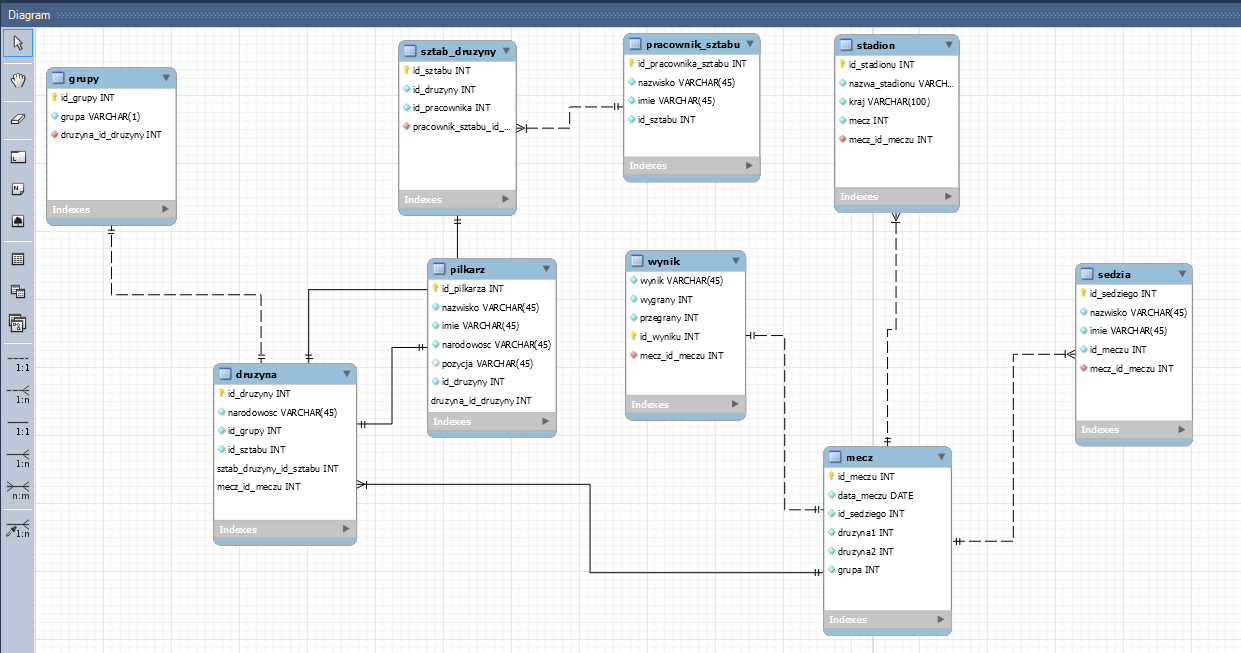 Diagram
grupy
id_grupy INT
grupa VARCHAR(1)
druzyna_id_druzyny INT
Indexes
sztab_druzyny
id_sztabu INT
id_druzyny INT
id_pracownika INT
pracownik_sztabu_id_...
Indexes
pracownik_sztabu
id_pracownika_sztabu INT
nazwisko VARCHAR(45)
imie VARCHAR(45)
id_sztabu INT
Indexes
stadion
id_stadionu INT
nazwa_stadionu VARCH...
kraj VARCHAR(100)
mecz INT
mecz_id_meczu INT
Indexes
pilkarz
id_pilkarza INT
nazwisko VARCHAR(45)
imie VARCHAR(45)
narodowosc VARCHAR(45)
pozycja VARCHAR(45)
id_druzyny INT
druzyna_id_druzyny INT
Indexes
wynik
wynik VARCHAR(45)
wygrany INT
przegrany INT
id_wyniku INT
mecz_id_meczu INT
Indexes
sedzia
id_sedziego INT
nazwisko VARCHAR(45)
imie VARCHAR(45)
id_meczu INT
mecz_id_meczu INT
Indexes
druzyna
id_druzyny INT
narodowosc VARCHAR(45)
id_grupy INT
id_sztabu INT
sztab_druzyny_id_sztabu INT
mecz_id_meczu INT
Indexes
mecz
id_meczu INT
data_meczu DATE
id_sedziego INT
druzyna1 INT
druzyna2 INT
grupa INT
Indexes
1:1
1:n
1:1
1:n
n:m
1:n